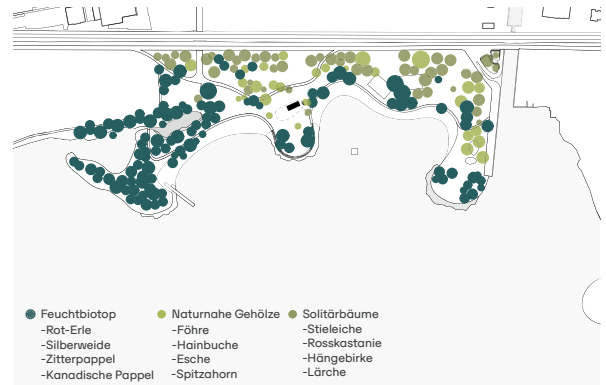 Feuchtbiotop
-Rot-Erle
-Silberweide
-Zitterpappel
-Kanadische Pappel
Naturnahe Gehölze
-Föhre
-Hainbuche
-Esche
-Spitzahorn
Solitärbäume
-Stieleiche
-Rosskastanie
-Hängebirke
-Lärche